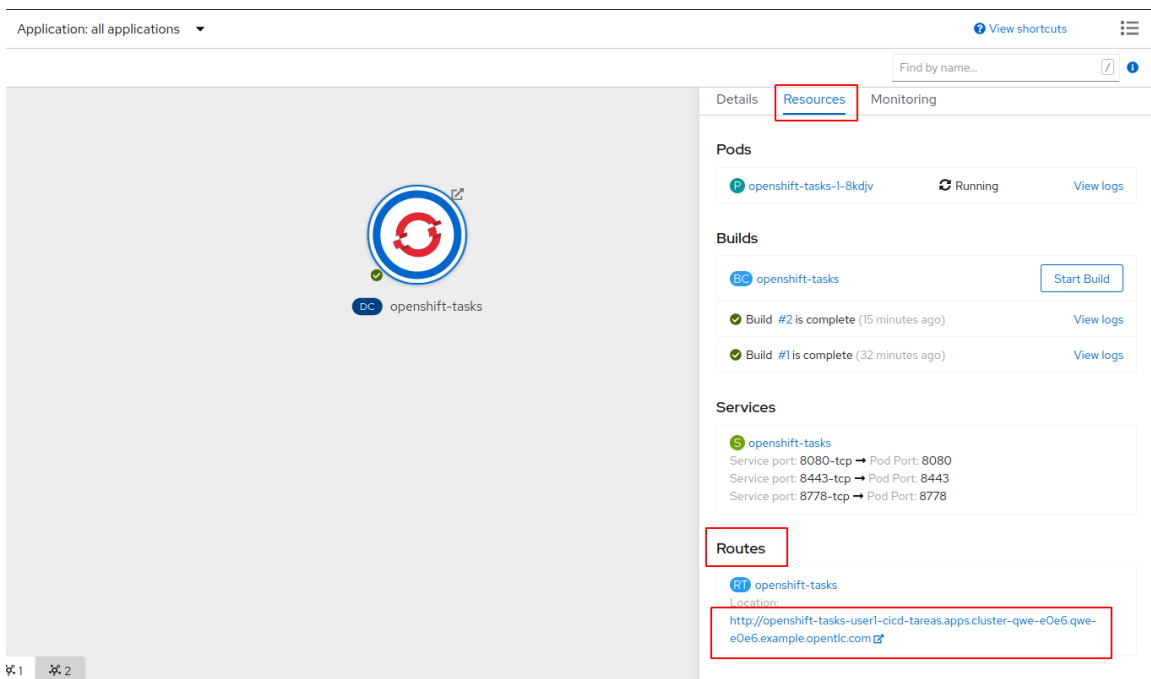 Application: all applications
View shortcuts
Find by name...
/
Details Resources Monitoring
Pods
P openshift-tasks-1-8kdjv Running View logs
Builds
BC openshift-tasks Start Build
Build #2 is complete (15 minutes ago) View logs
Build #1 is complete (32 minutes ago) View logs
Services
S openshift-tasks
Service port: 8080-tcp → Pod Port: 8080
Service port: 8443-tcp → Pod Port: 8443
Service port: 8778-tcp → Pod Port: 8778
DC openshift-tasks
Routes
RT openshift-tasks
Location:
http://openshift-tasks-user1-cicd-tareas.apps.cluster-qwe-e0e6.qwe-
e0e6.example.opentlc.com
1 2